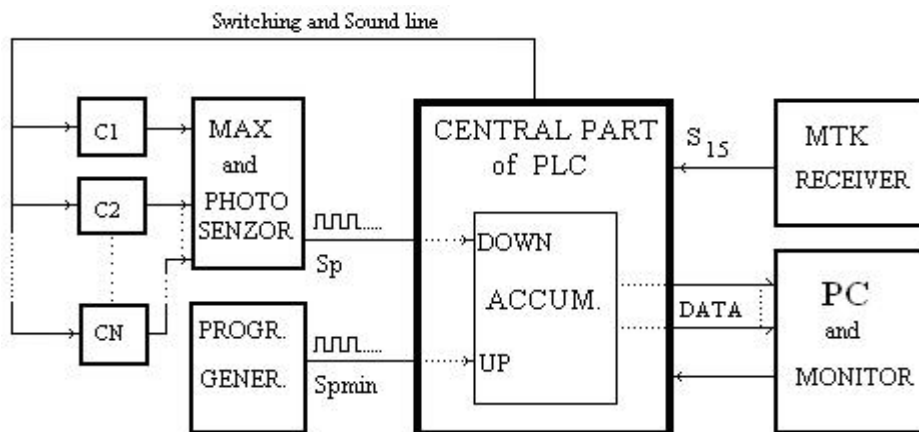 Switching and Sound line
C1
C2
CN
MAX
and
PHOTO
SENZOR
Sp
PROGR.
GENER.
Spmin
CENTRAL PART
of PLC
DOWN
ACCUM.
UP
S15
MTK
RECEIVER
DATA
PC
and
MONITOR